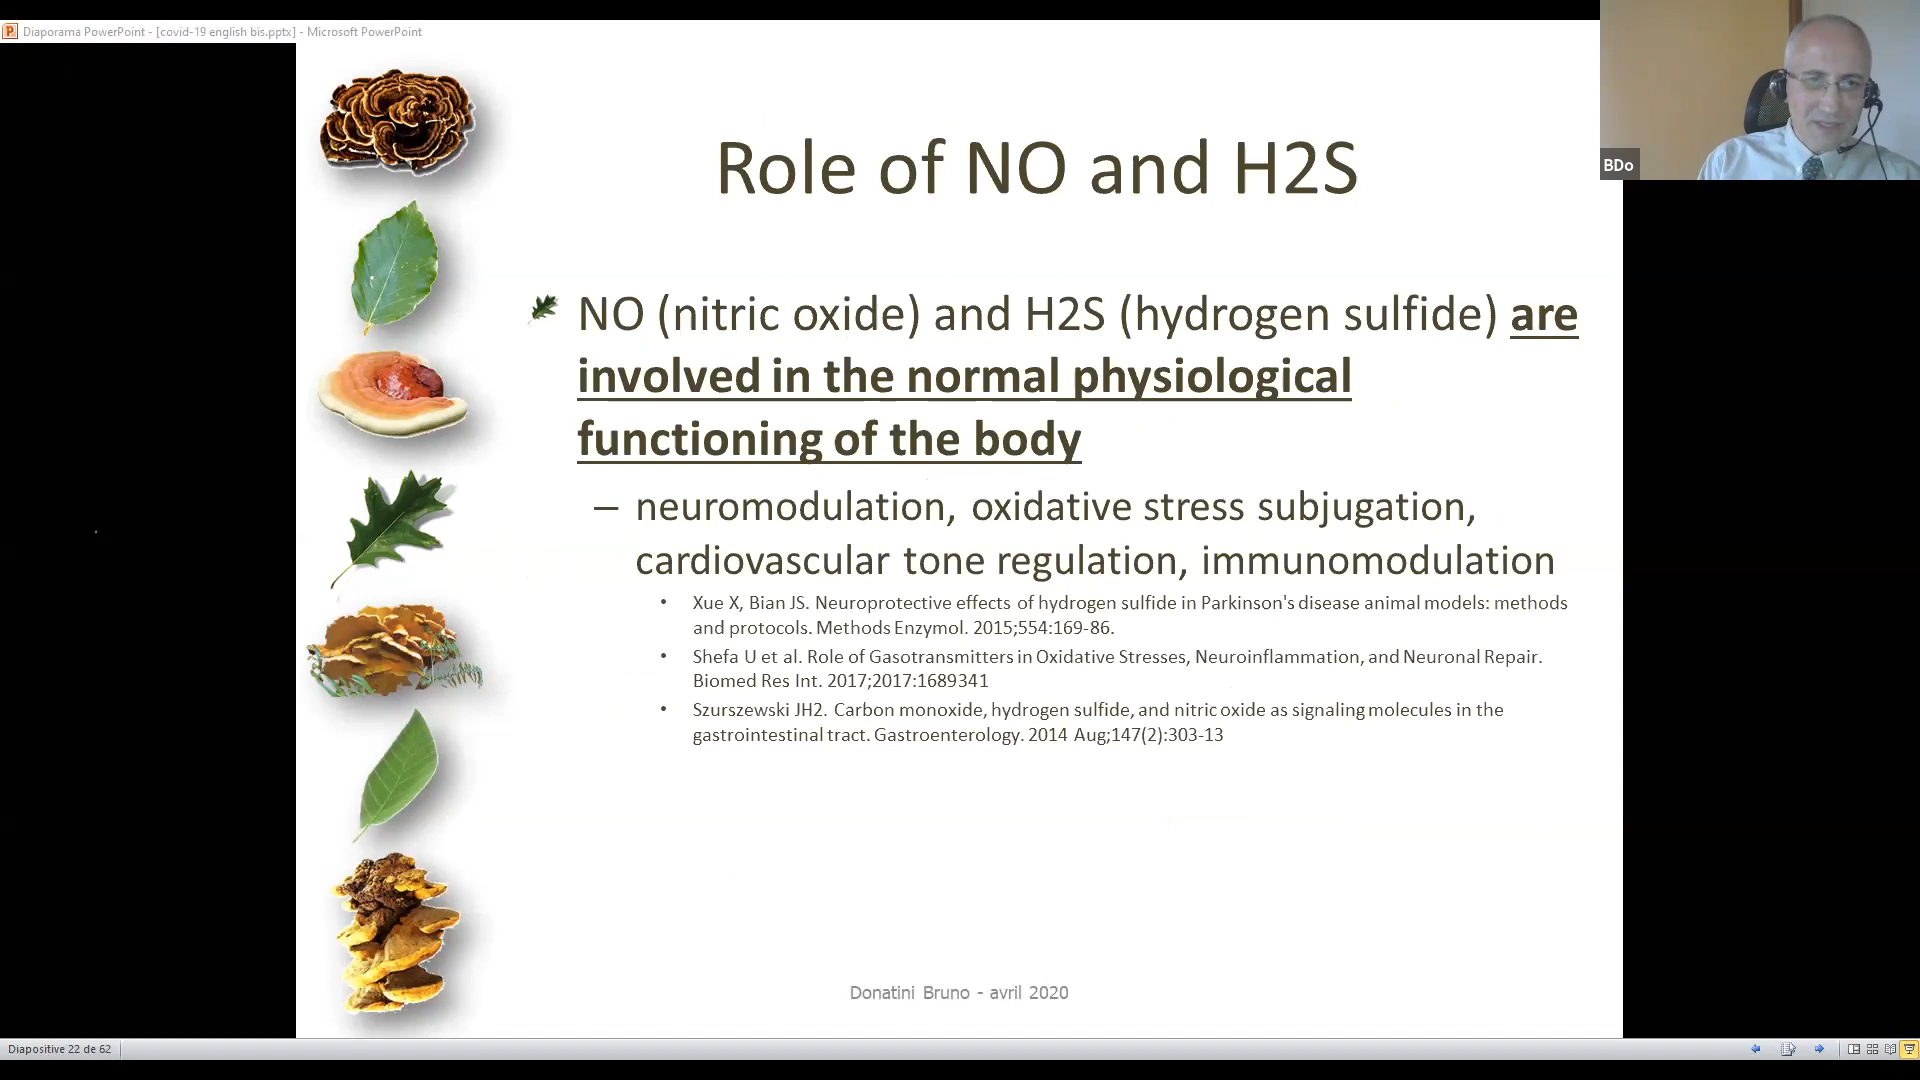 Diaporama PowerPoint - [covid-19 english bis.pptx] - Microsoft PowerPoint
BDo
Role of NO and H2S
NO (nitric oxide) and H2S (hydrogen sulfide) are
involved in the normal physiological
functioning of the body
– neuromodulation, oxidative stress subjugation,
cardiovascular tone regulation, immunomodulation
• Xue X, Bian JS. Neuroprotective effects of hydrogen sulfide in Parkinson's disease animal models: methods
and protocols. Methods Enzymol. 2015;554:169-86.
• Shefa U et al. Role of Gasotransmitters in Oxidative Stresses, Neuroinflammation, and Neuronal Repair.
Biomed Res Int. 2017;2017:1689341
• Szurszewski JH2. Carbon monoxide, hydrogen sulfide, and nitric oxide as signaling molecules in the
gastrointestinal tract. Gastroenterology. 2014 Aug;147(2):303-13
Donatini Bruno - avril 2020
Diapositive 22 de 62